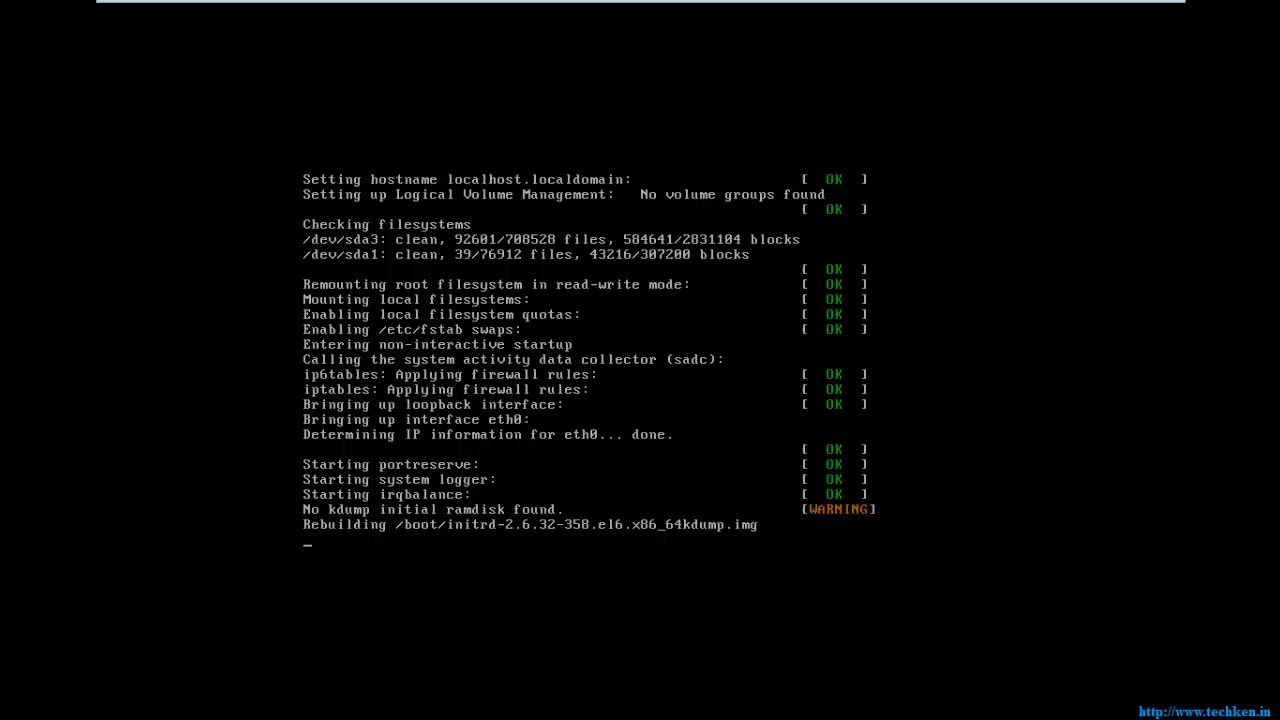 Setting hostname localhost.localdomain: [ OK ]
Setting up Logical Volume Management: No volume groups found
[ OK ]
Checking filesystems
/dev/sda3: clean, 92601/708528 files, 584641/2831104 blocks
/dev/sda1: clean, 39/76912 files, 43216/307200 blocks
[ OK ]
Remounting root filesystem in read-write mode: [ OK ]
Mounting local filesystems: [ OK ]
Enabling local filesystem quotas: [ OK ]
Enabling /etc/fstab swaps: [ OK ]
Entering non-interactive startup
Calling the system activity data collector (sadc):
ip6tables: Applying firewall rules: [ OK ]
iptables: Applying firewall rules: [ OK ]
Bringing up loopback interface: [ OK ]
Bringing up interface eth0:
Determining IP information for eth0... done.
[ OK ]
Starting portreserve: [ OK ]
Starting system logger: [ OK ]
Starting irqbalance: [ OK ]
No kdump initial ramdisk found. [WARNING]
Rebuilding /boot/initrd-2.6.32-358.el6.x86_64kdump.img
_
http://www.techken.in